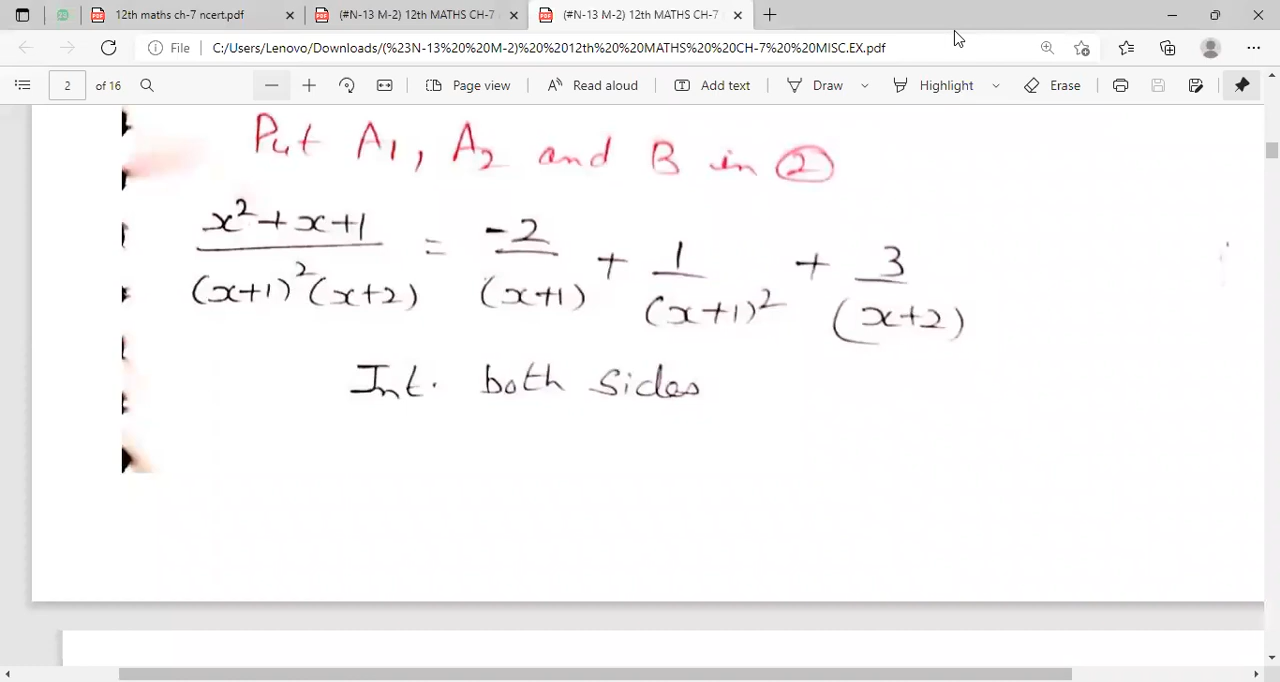 12th maths ch-7 ncert.pdf
(#N-13 M-2) 12th MATHS CH-7
(#N-13 M-2) 12th MATHS CH-7
File C:/Users/Lenovo/Downloads/(%23N-13%20%20M-2)%20%2012th%20%20MATHS%20%20CH-7%20%20MISC.EX.pdf
2 of 16 Page view Read aloud Add text Draw Highlight Erase
Put A1, A2 and B in ②
x²+x+1 / (x+1)²(x+2) = -2 / (x+1) + 1 / (x+1)² + 3 / (x+2)
Int. both sides